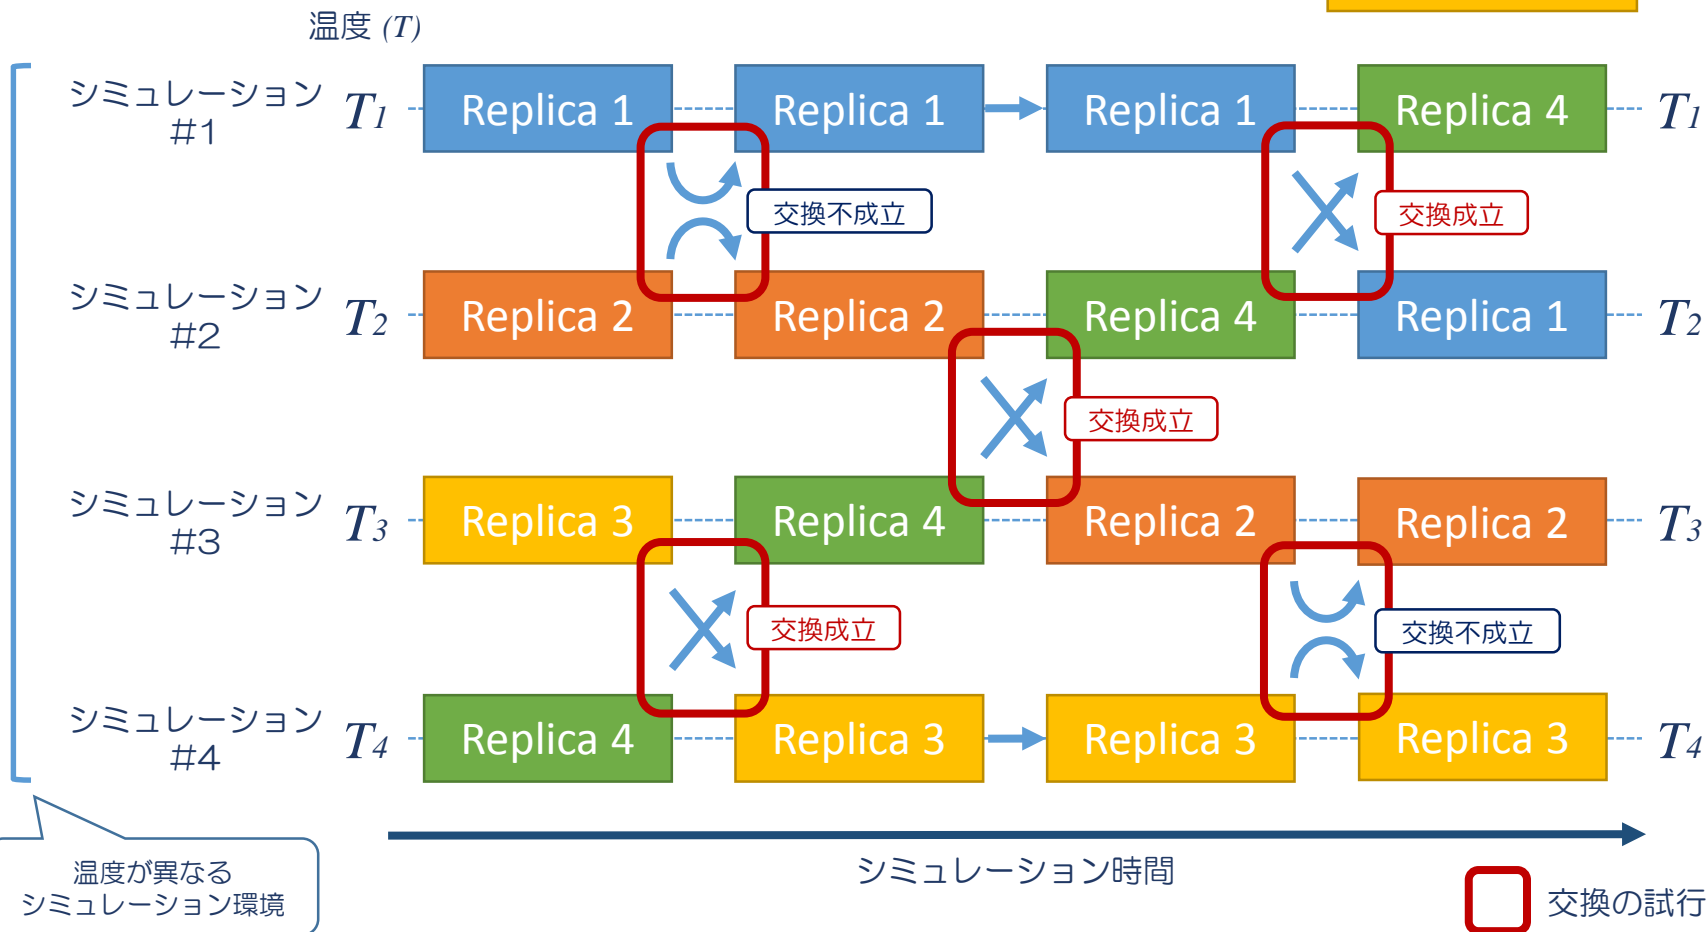 温度 (T)
シミュレーション
#1
T1
Replica 1
Replica 1
Replica 1
Replica 4
T1
交換不成立
交換成立
シミュレーション
#2
T2
Replica 2
Replica 2
Replica 4
Replica 1
T2
交換成立
シミュレーション
#3
T3
Replica 3
Replica 4
Replica 2
Replica 2
T3
交換成立
交換不成立
シミュレーション
#4
T4
Replica 4
Replica 3
Replica 3
Replica 3
T4
温度が異なる
シミュレーション環境
シミュレーション時間
交換の試行